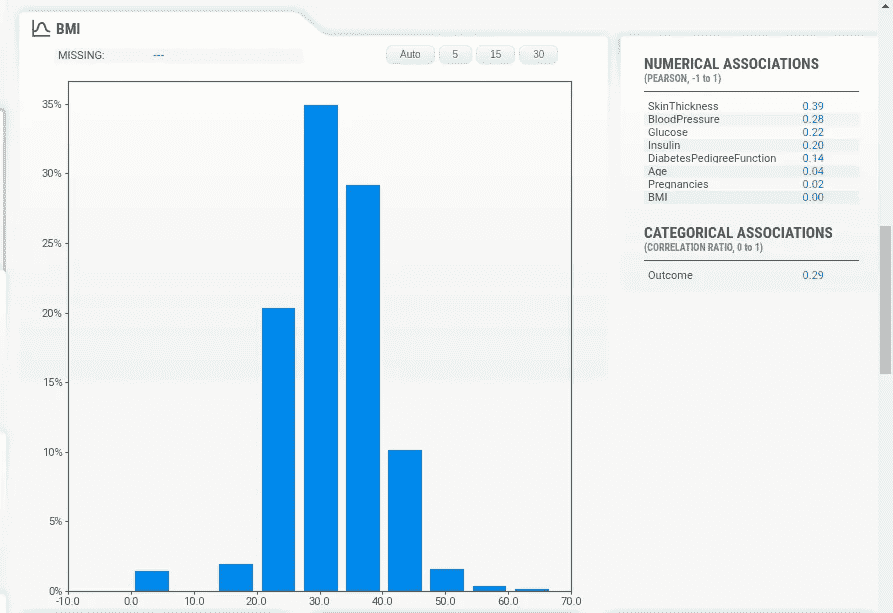 BMI
MISSING: ---
Auto 5 15 30
35%
30%
25%
20%
15%
10%
5%
0%
-10.0 0.0 10.0 20.0 30.0 40.0 50.0 60.0 70.0
NUMERICAL ASSOCIATIONS
(PEARSON, -1 to 1)
SkinThickness 0.39
BloodPressure 0.28
Glucose 0.22
Insulin 0.20
DiabetesPedigreeFunction 0.14
Age 0.04
Pregnancies 0.02
BMI 0.00
CATEGORICAL ASSOCIATIONS
(CORRELATION RATIO, 0 to 1)
Outcome 0.29